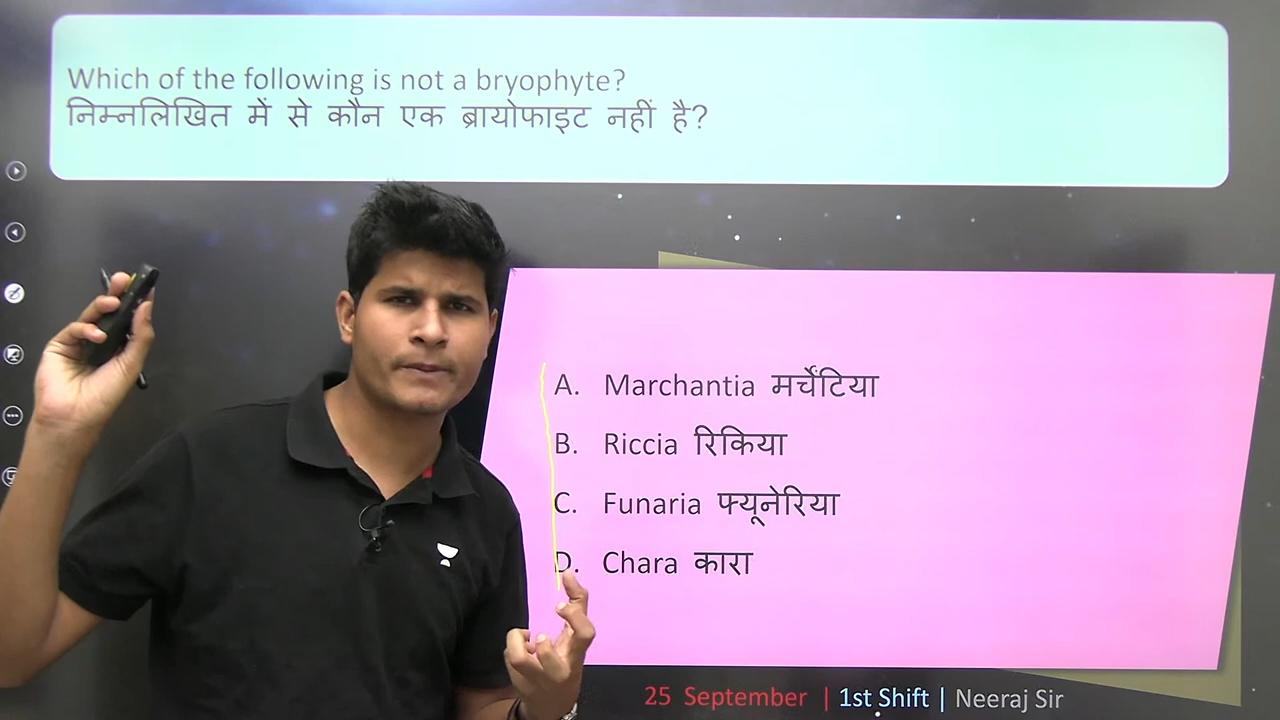 Which of the following is not a bryophyte?
निम्नलिखित में से कौन एक ब्रायोफाइट नहीं है?
A. Marchantia मर्चेंटिया
B. Riccia रिकिया
C. Funaria फ्यूनेरिया
D. Chara कारा
25 September | 1st Shift | Neeraj Sir